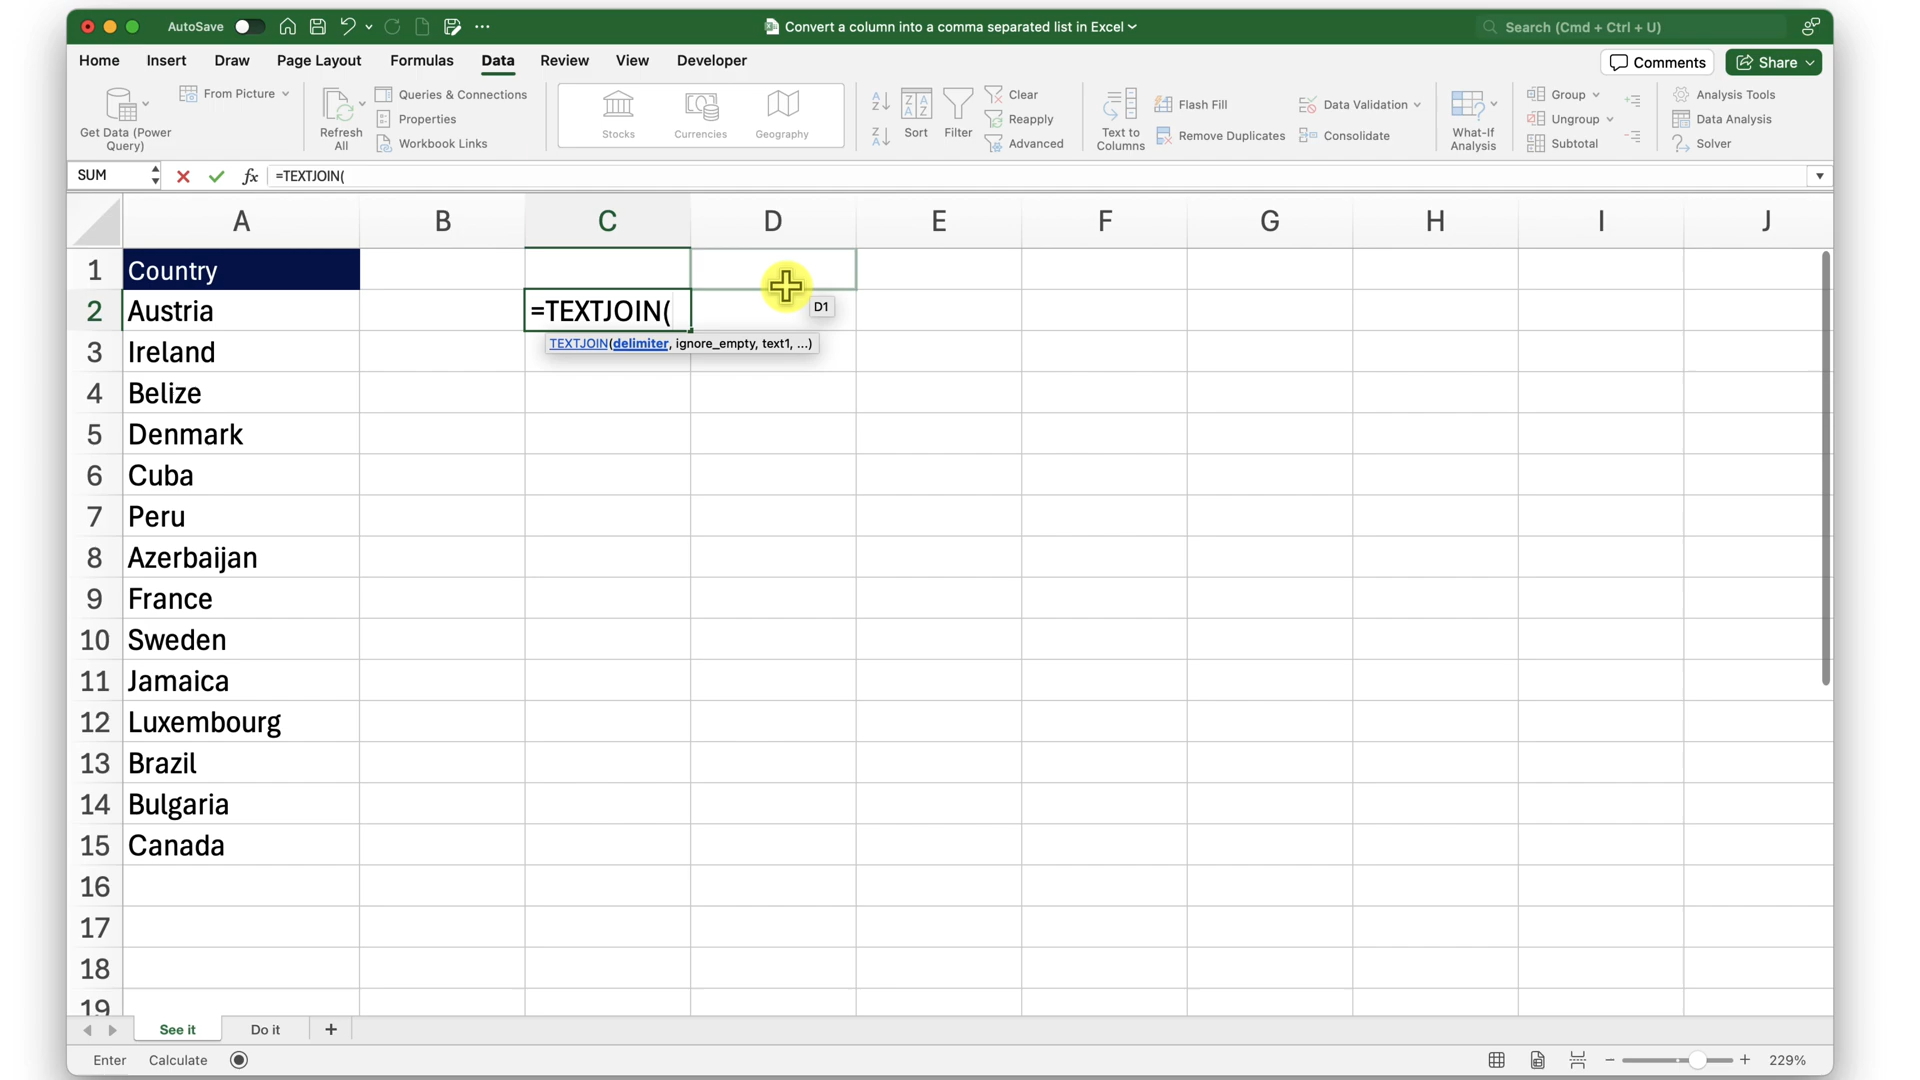 AutoSave
Convert a column into a comma separated list in Excel
Search (Cmd + Ctrl + U)
Home Insert Draw Page Layout Formulas Data Review View Developer
Comments Share
Get Data (Power Query)
From Picture
Refresh All
Queries & Connections
Properties
Workbook Links
Stocks Currencies Geography
Sort
Filter
Clear
Reapply
Advanced
Text to Columns
Flash Fill
Remove Duplicates
Data Validation
Consolidate
What-If Analysis
Group
Ungroup
Subtotal
Analysis Tools
Data Analysis
Solver
SUM fx =TEXTJOIN(
A B C D E F G H I J
1 Country
2 Austria =TEXTJOIN( D1
TEXTJOIN(delimiter, ignore_empty, text1, ...)
3 Ireland
4 Belize
5 Denmark
6 Cuba
7 Peru
8 Azerbaijan
9 France
10 Sweden
11 Jamaica
12 Luxembourg
13 Brazil
14 Bulgaria
15 Canada
16
17
18
19
See it Do it +
Enter Calculate
229%